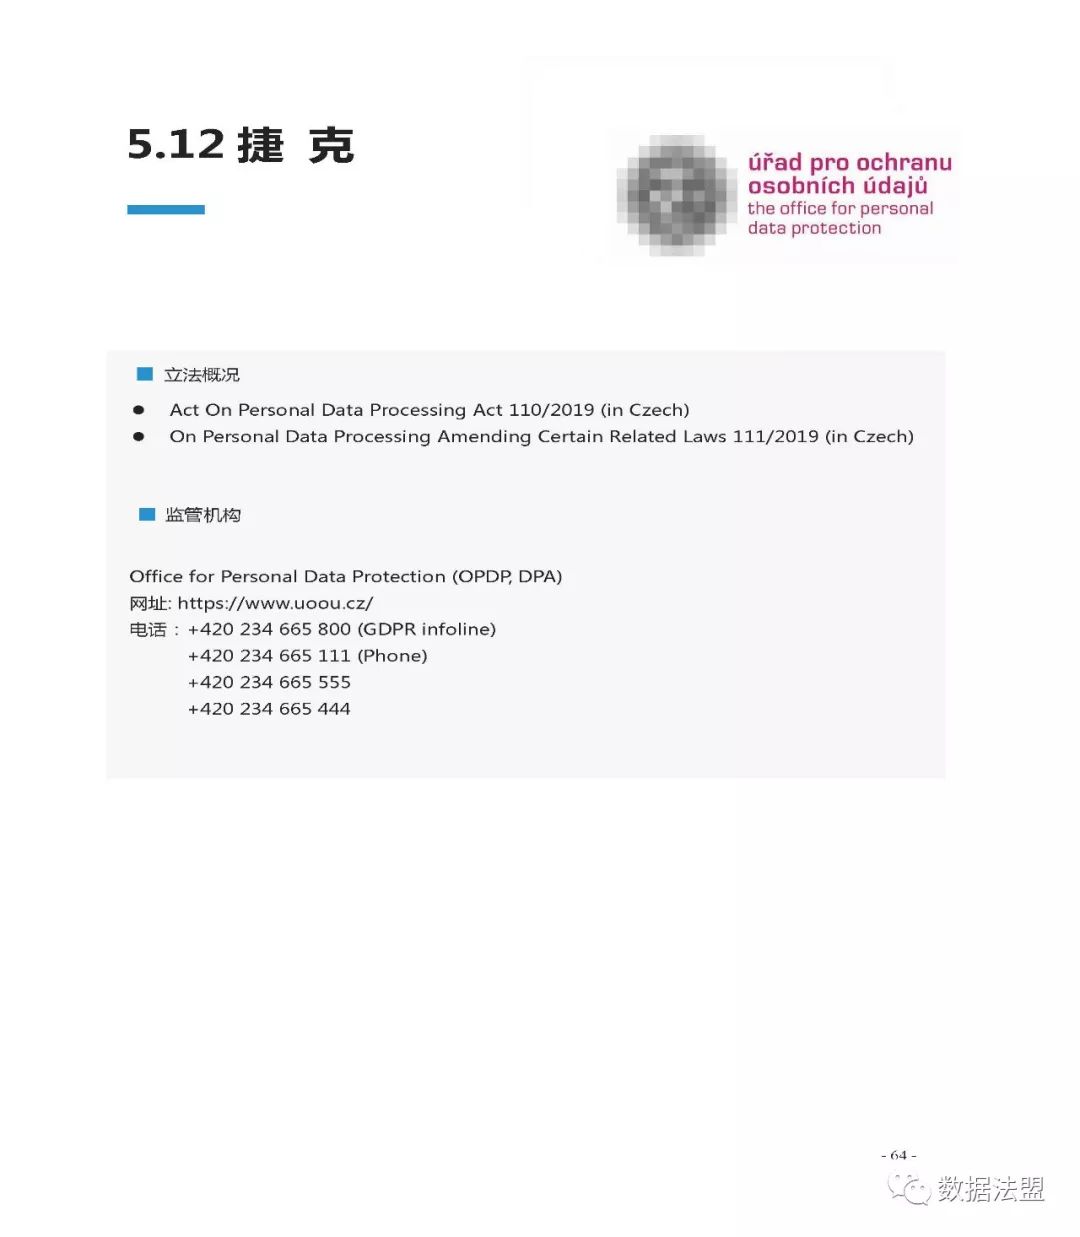 5.12 捷 克
úřad pro ochranu
osobních údajů
the office for personal
data protection
立法概况
● Act On Personal Data Processing Act 110/2019 (in Czech)
● On Personal Data Processing Amending Certain Related Laws 111/2019 (in Czech)
监管机构
Office for Personal Data Protection (OPDP, DPA)
网址: https://www.uoou.cz/
电话 : +420 234 665 800 (GDPR infoline)
+420 234 665 111 (Phone)
+420 234 665 555
+420 234 665 444
- 64 -
数据法盟